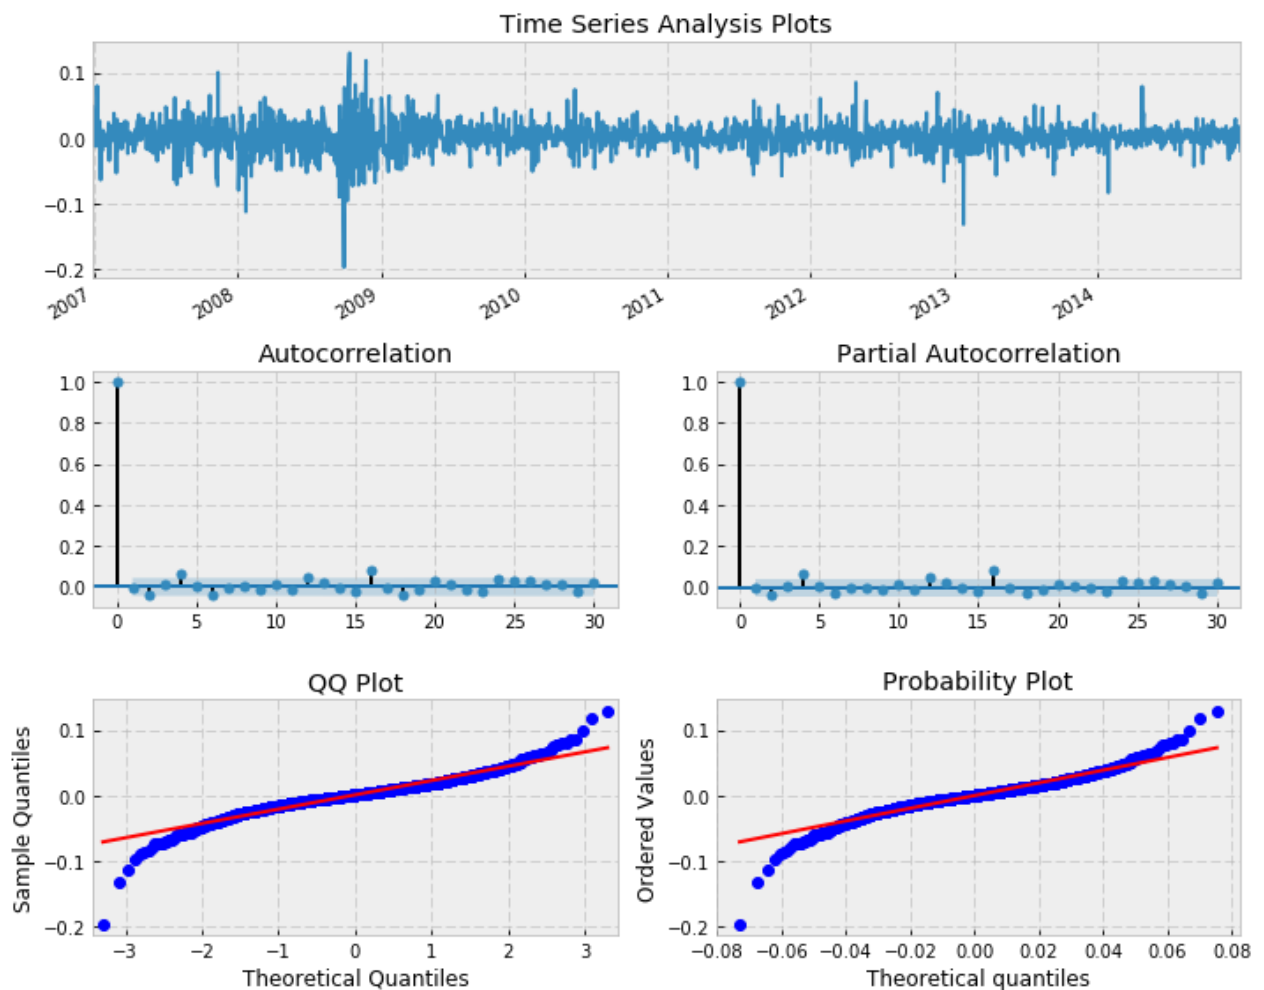 Time Series Analysis Plots
0.1
0.0
−0.1
−0.2
2007 2008 2009 2010 2011 2012 2013 2014
Autocorrelation Partial Autocorrelation
1.0 1.0
0.8 0.8
0.6 0.6
0.4 0.4
0.2 0.2
0.0 0.0
0 5 10 15 20 25 30 0 5 10 15 20 25 30
QQ Plot Probability Plot
Sample Quantiles Ordered Values
0.1 0.1
0.0 0.0
−0.1 −0.1
−0.2 −0.2
−3 −2 −1 0 1 2 3 −0.08 −0.06 −0.04 −0.02 0.00 0.02 0.04 0.06 0.08
Theoretical Quantiles Theoretical quantiles